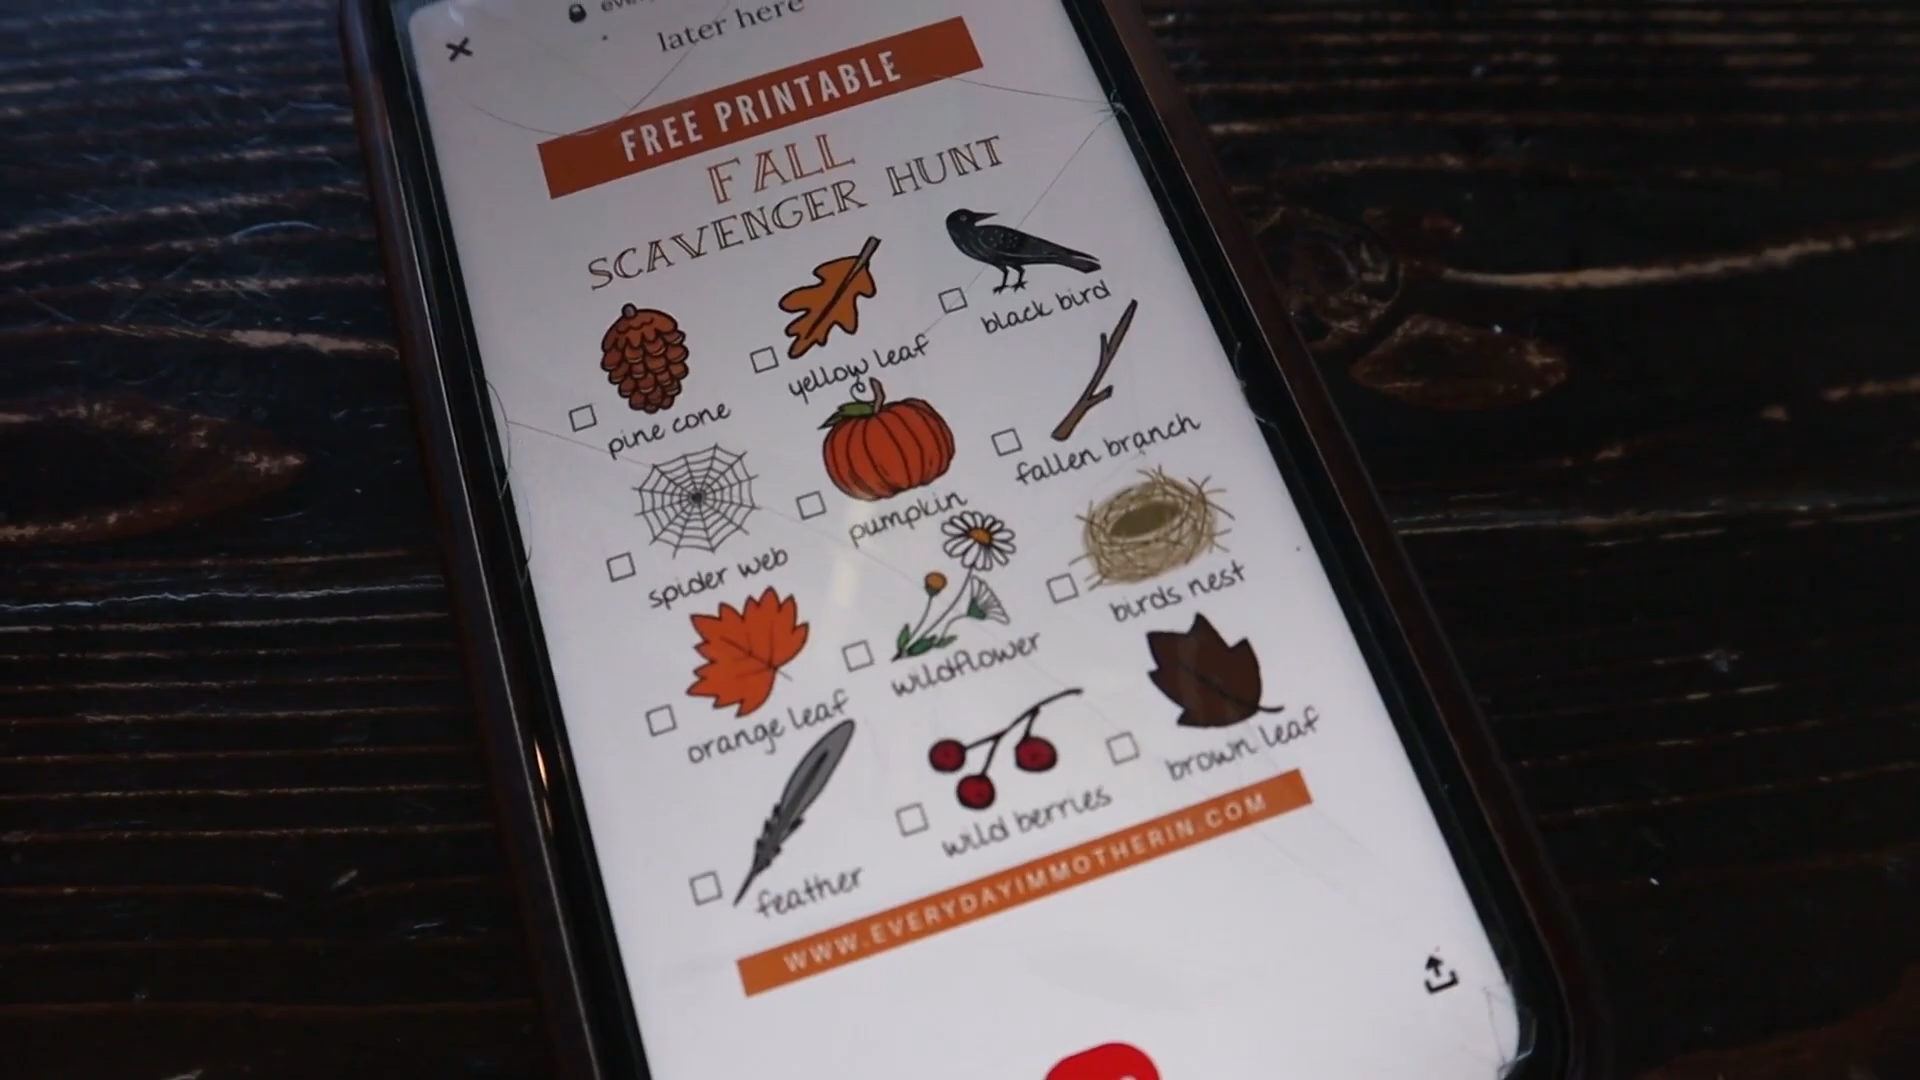 later here
FREE PRINTABLE
FALL
SCAVENGER HUNT
pine cone
yellow leaf
black bird
spider web
pumpkin
fallen branch
orange leaf
wildflower
birds nest
feather
wild berries
brown leaf
WWW.EVERYDAYIMMOTHERIN.COM